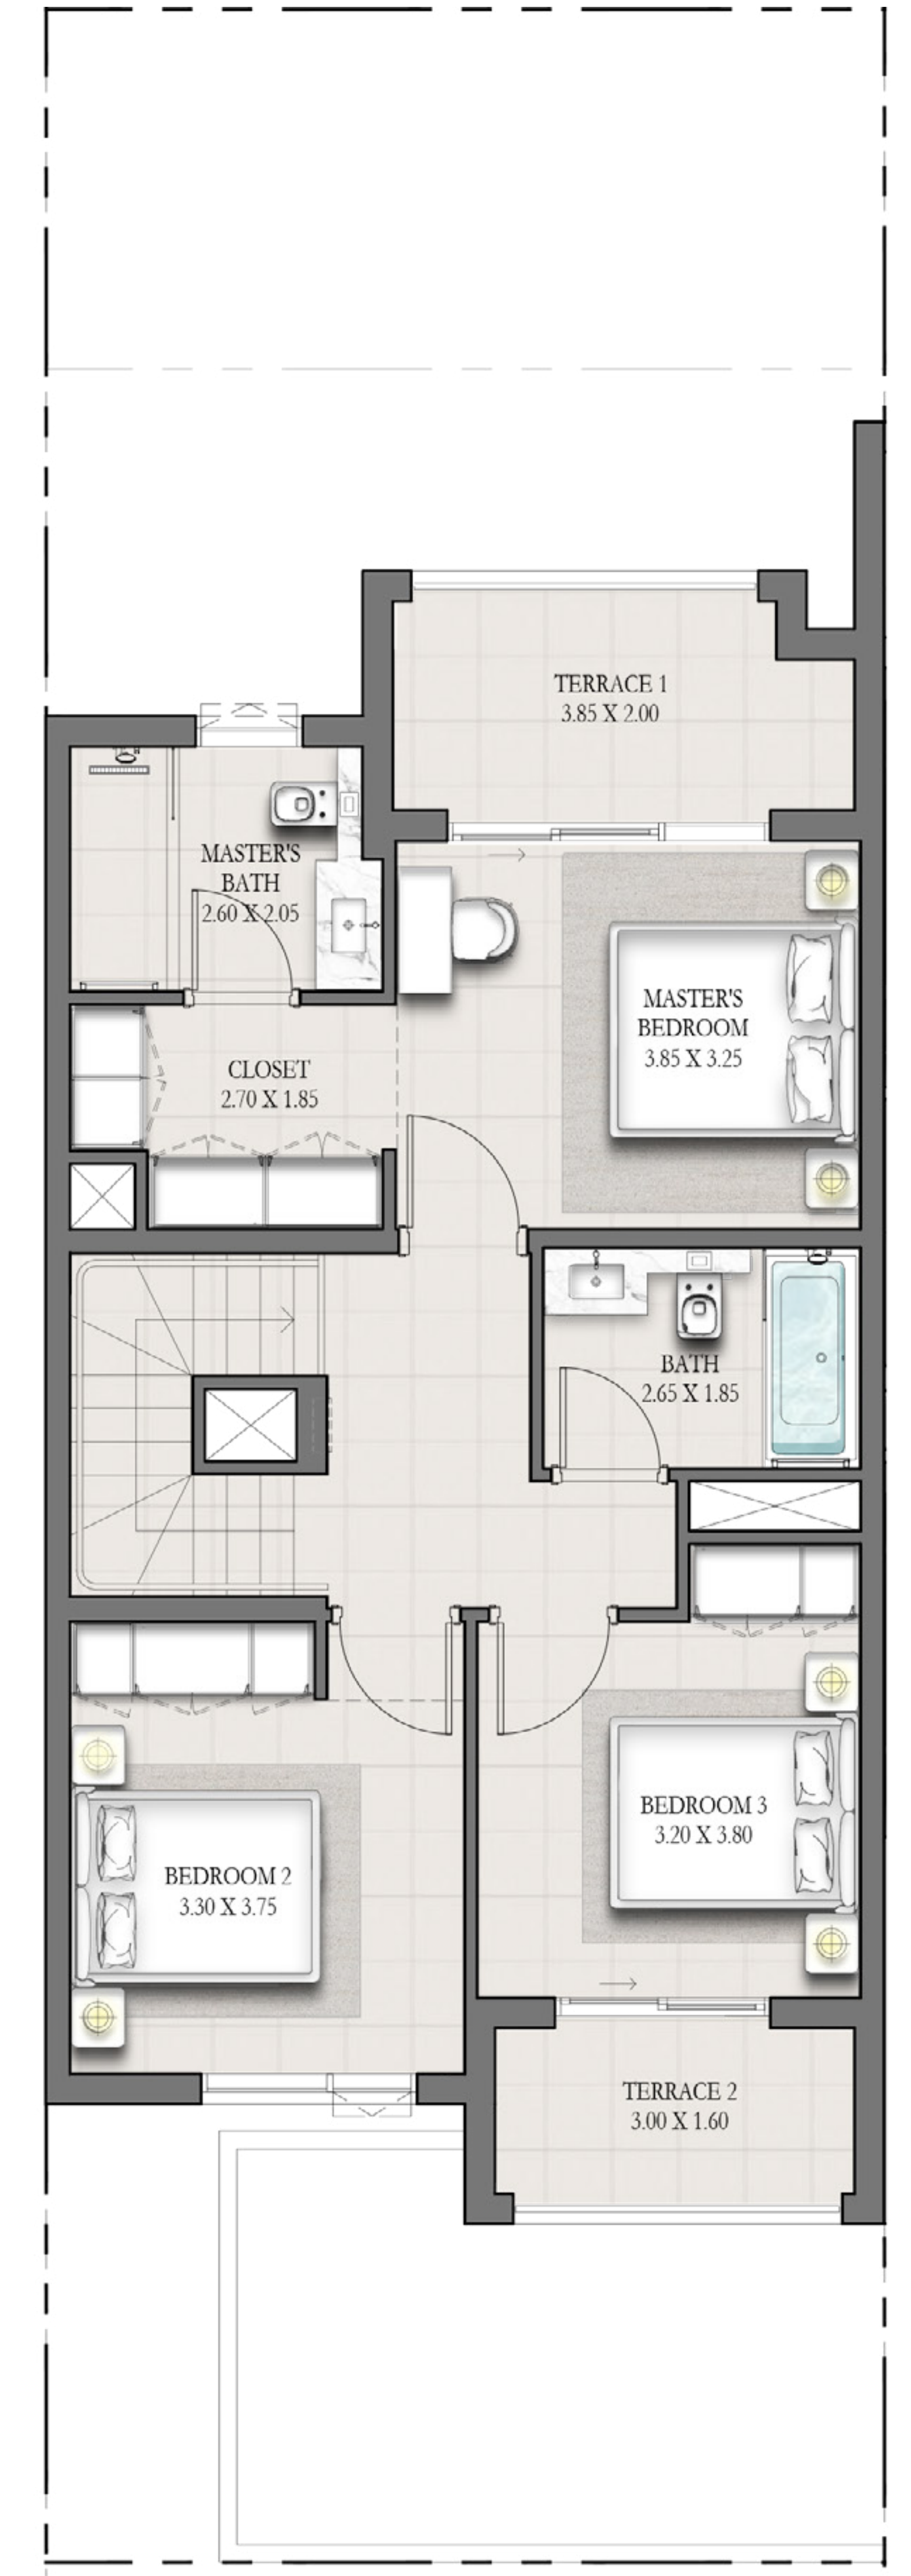 TERRACE 1
3.85 X 2.00
MASTER'S
BATH
2.60 X 2.05
MASTER'S
BEDROOM
3.85 X 3.25
CLOSET
2.70 X 1.85
BATH
2.65 X 1.85
BEDROOM 3
3.20 X 3.80
BEDROOM 2
3.30 X 3.75
TERRACE 2
3.00 X 1.60